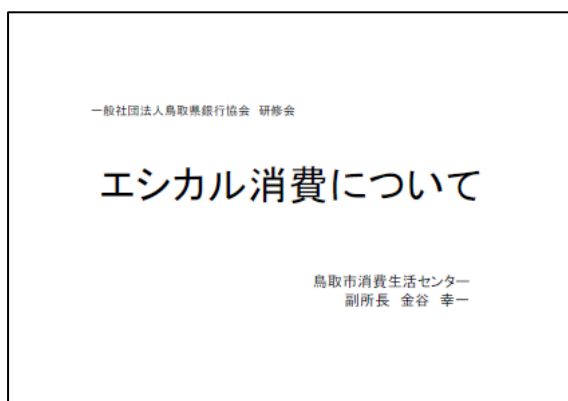 一般社団法人鳥取県銀行協会 研修会
エシカル消費について
鳥取市消費生活センター
副所長 金谷 幸一